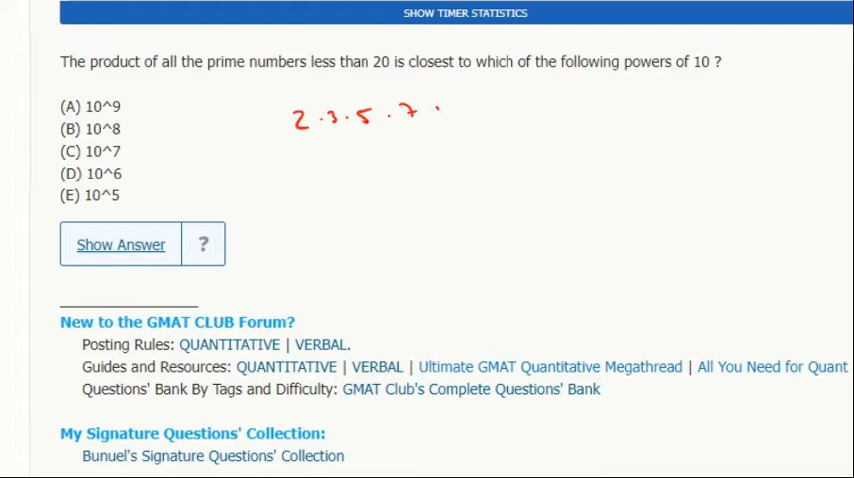 SHOW TIMER STATISTICS
The product of all the prime numbers less than 20 is closest to which of the following powers of 10 ?
(A) 10^9
2 · 3 · 5 · 7 ·
(B) 10^8
(C) 10^7
(D) 10^6
(E) 10^5
Show Answer ?
New to the GMAT CLUB Forum?
Posting Rules: QUANTITATIVE | VERBAL.
Guides and Resources: QUANTITATIVE | VERBAL | Ultimate GMAT Quantitative Megathread | All You Need for Quant
Questions' Bank By Tags and Difficulty: GMAT Club's Complete Questions' Bank
My Signature Questions' Collection:
Bunuel's Signature Questions' Collection